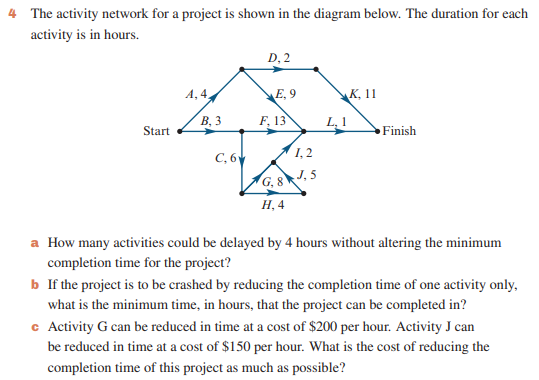 4 The activity network for a project is shown in the diagram below. The duration for each
activity is in hours.
D, 2
A, 4
E, 9
K, 11
B, 3
F, 13
L, 1
Start
Finish
C, 6
I, 2
G, 8
J, 5
H, 4
a How many activities could be delayed by 4 hours without altering the minimum
completion time for the project?
b If the project is to be crashed by reducing the completion time of one activity only,
what is the minimum time, in hours, that the project can be completed in?
c Activity G can be reduced in time at a cost of $200 per hour. Activity J can
be reduced in time at a cost of $150 per hour. What is the cost of reducing the
completion time of this project as much as possible?